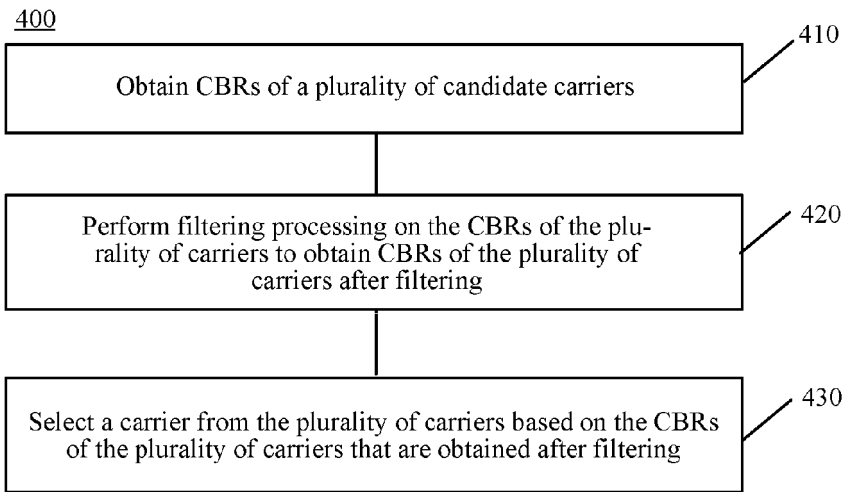 400
410
Obtain CBRs of a plurality of candidate carriers
420
Perform filtering processing on the CBRs of the plu-
rality of carriers to obtain CBRs of the plurality of
carriers after filtering
430
Select a carrier from the plurality of carriers based on the CBRs
of the plurality of carriers that are obtained after filtering